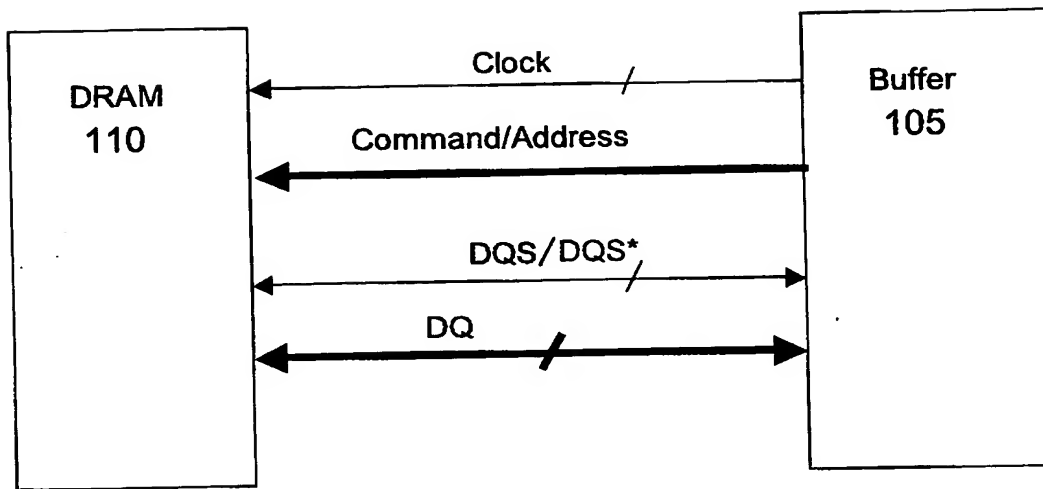 DRAM
110
Clock
Command/Address
DQS/DQS*
DQ
Buffer
105